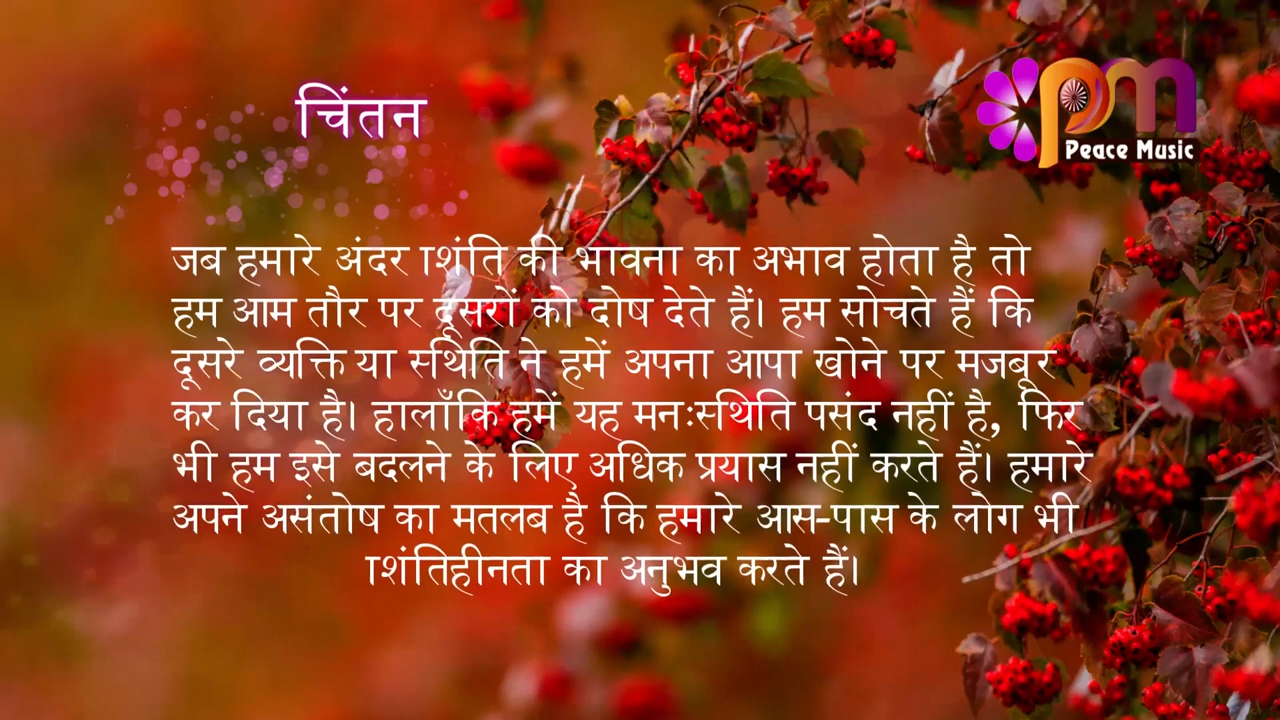 चिंतन
pm
Peace Music
जब हमारे अंदर शांति की भावना का अभाव होता है तो
हम आम तौर पर दूसरों को दोष देते हैं। हम सोचते हैं कि
दूसरे व्यक्ति या स्थिति ने हमें अपना आपा खोने पर मजबूर
कर दिया है। हालाँकि हमें यह मनःस्थिति पसंद नहीं है, फिर
भी हम इसे बदलने के लिए अधिक प्रयास नहीं करते हैं। हमारे
अपने असंतोष का मतलब है कि हमारे आस-पास के लोग भी
शांतिहीनता का अनुभव करते हैं।